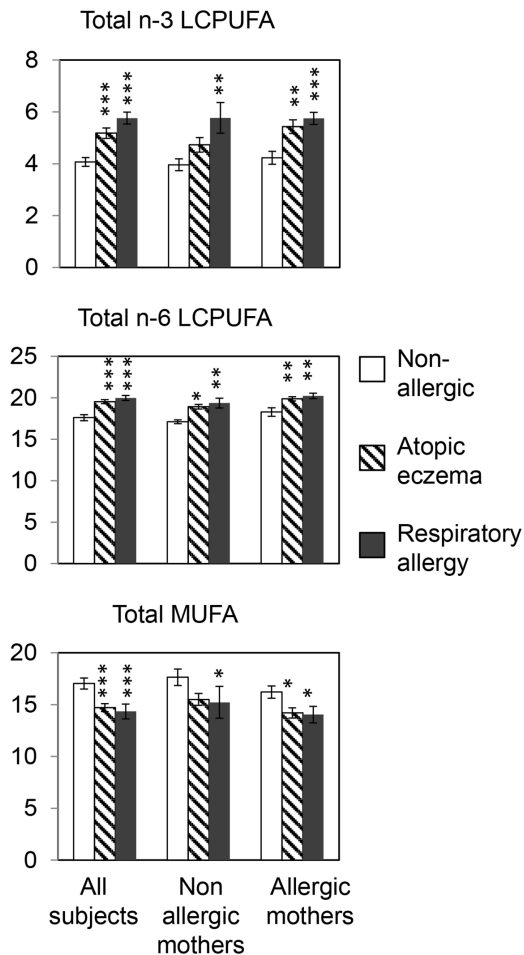 Total n-3 LCPUFA
8
6
4
2
0
*** *** ** ** ***
Total n-6 LCPUFA
25
20
15
10
5
0
*** *** * ** ** **
Non-
allergic
Atopic
eczema
Respiratory
allergy
Total MUFA
20
15
10
5
0
*** *** * * *
All
subjects
Non
allergic
mothers
Allergic
mothers